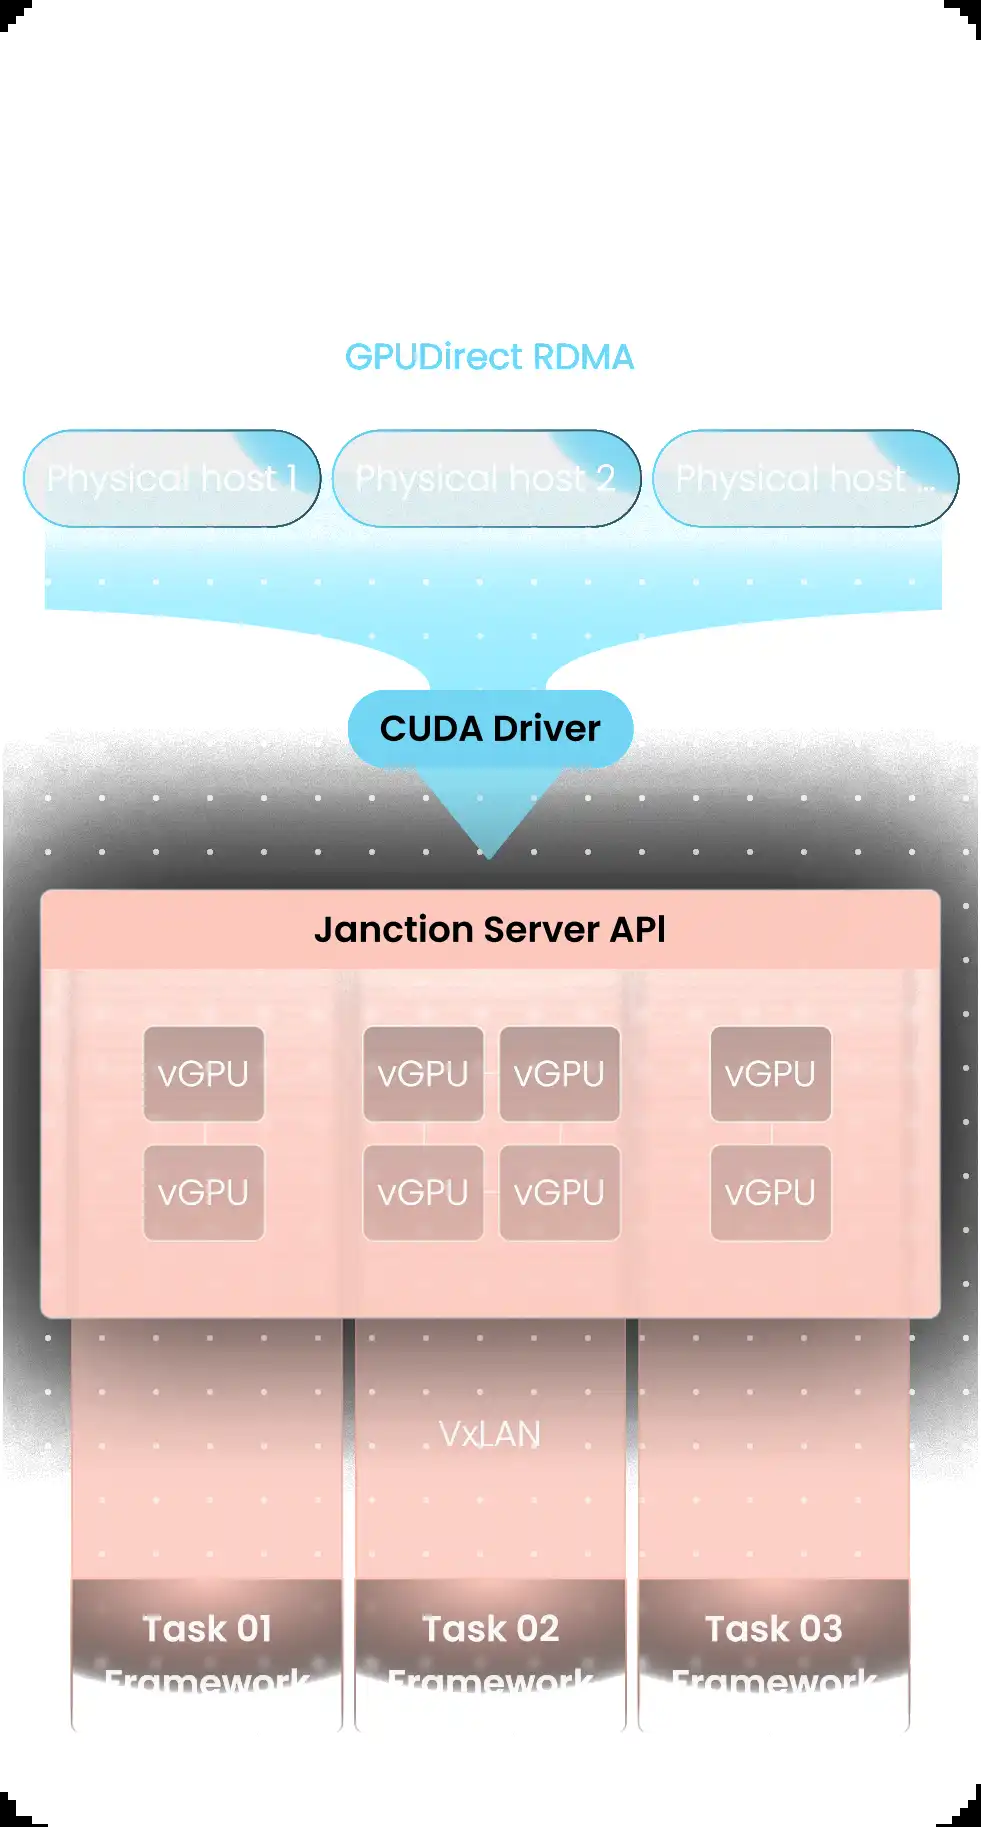 GPUDirect RDMA
Physical host 1
Physical host 2
Physical host ...
CUDA Driver
Janction Server API
vGPU
vGPU
vGPU
vGPU
vGPU
vGPU
vGPU
vGPU
VxLAN
Task 01
Framework
Task 02
Framework
Task 03
Framework